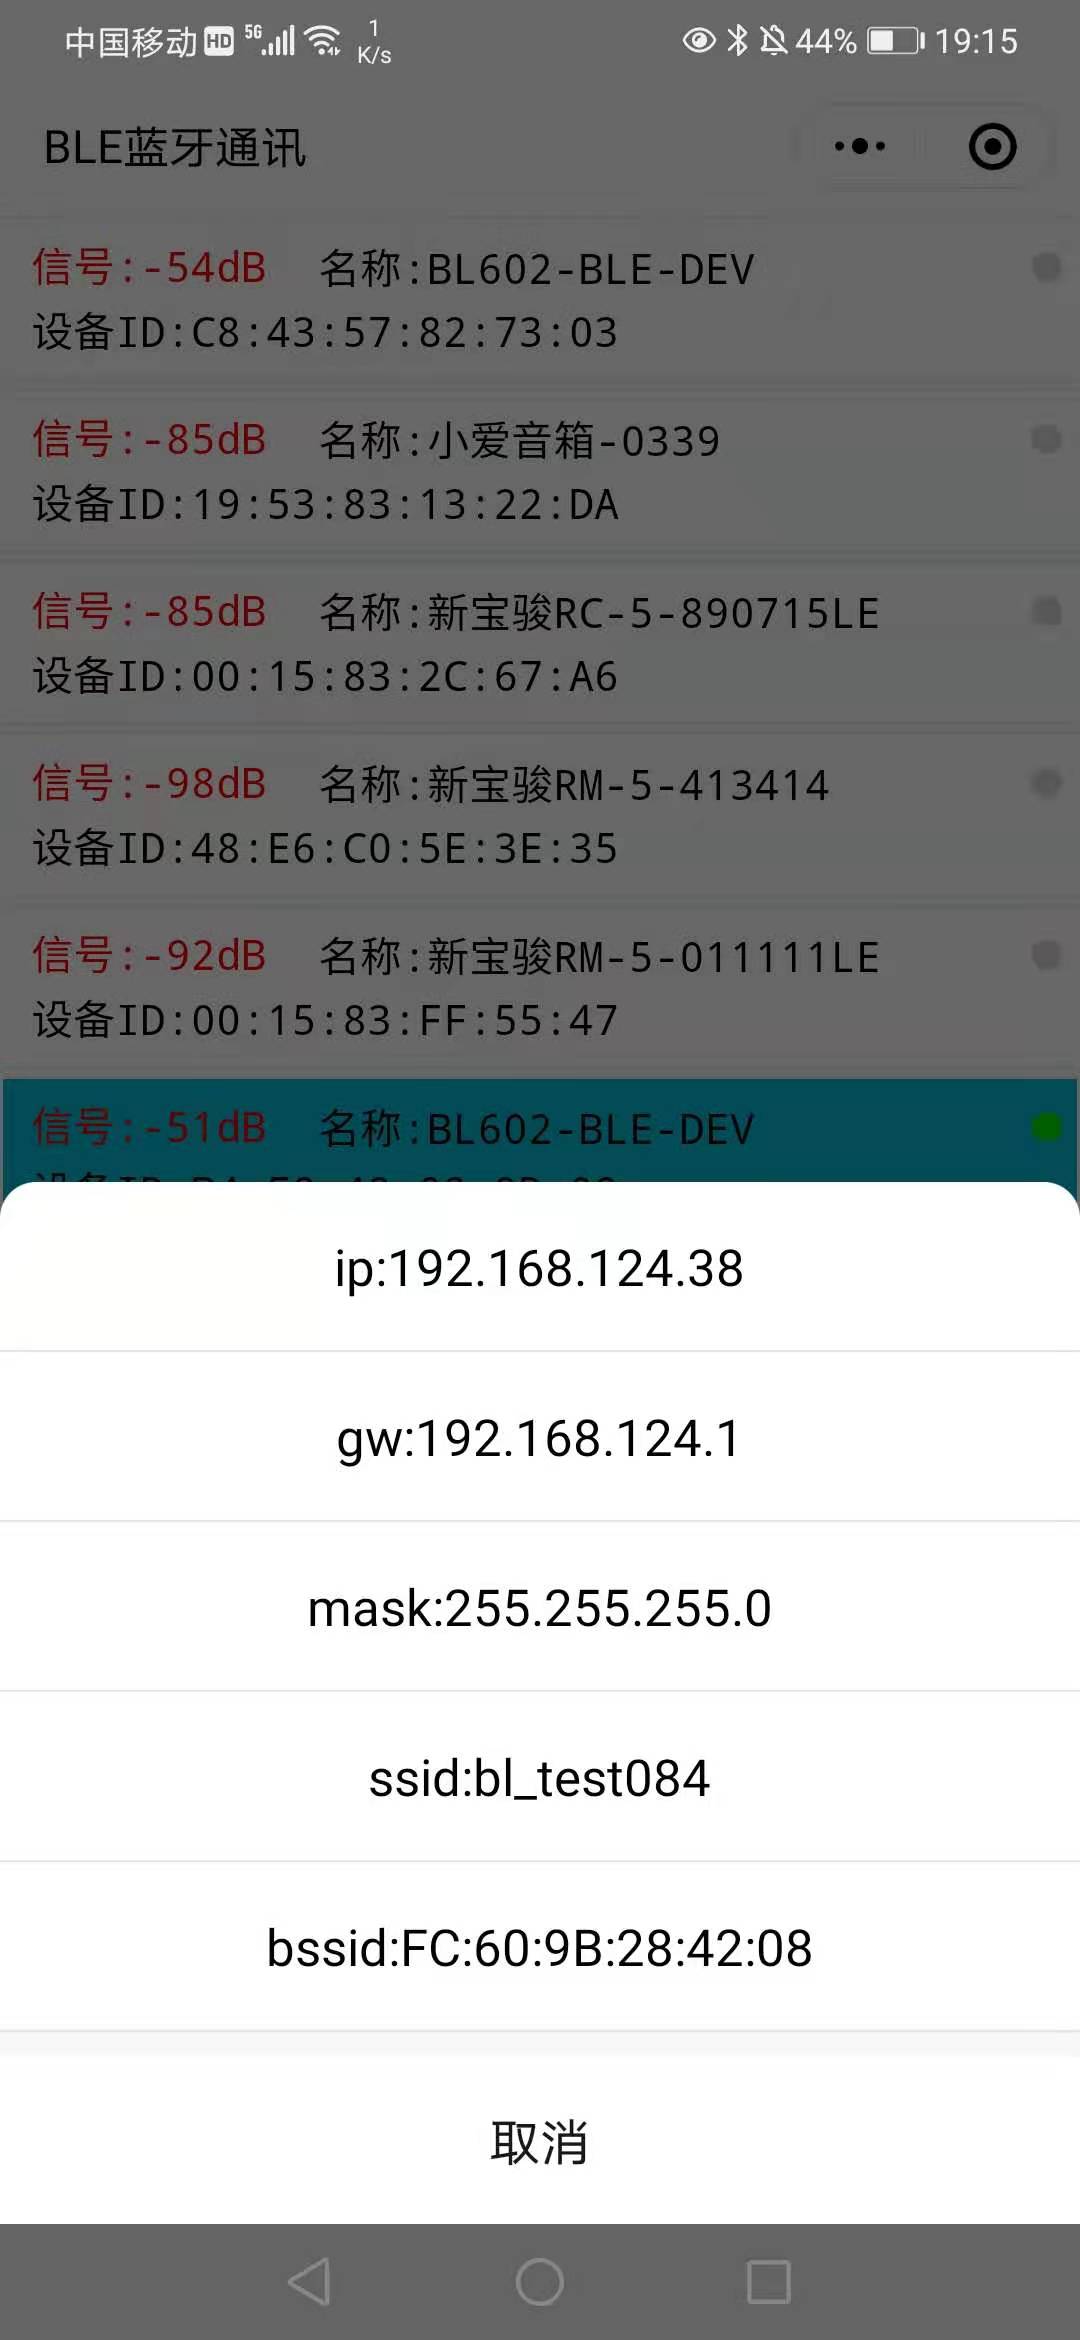 中国移动 HD 5G 1 K/s 44% 19:15
BLE蓝牙通讯
信号:-54dB 名称:BL602-BLE-DEV
设备ID:C8:43:57:82:73:03
信号:-85dB 名称:小爱音箱-0339
设备ID:19:53:83:13:22:DA
信号:-85dB 名称:新宝骏RC-5-890715LE
设备ID:00:15:83:2C:67:A6
信号:-98dB 名称:新宝骏RM-5-413414
设备ID:48:E6:C0:5E:3E:35
信号:-92dB 名称:新宝骏RM-5-011111LE
设备ID:00:15:83:FF:55:47
信号:-51dB 名称:BL602-BLE-DEV
ip:192.168.124.38
gw:192.168.124.1
mask:255.255.255.0
ssid:bl_test084
bssid:FC:60:9B:28:42:08
取消